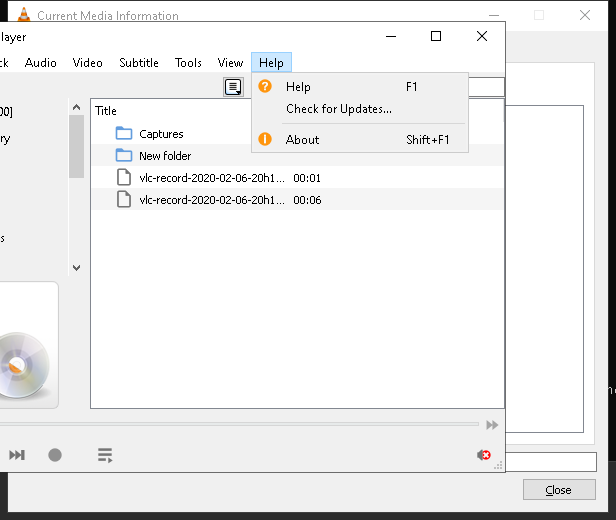 Current Media Information
layer
ck Audio Video Subtitle Tools View Help
Help F1
Check for Updates...
About Shift+F1
00]
ry
s
Title
Captures
New folder
vlc-record-2020-02-06-20h1... 00:01
vlc-record-2020-02-06-20h1... 00:06
Close